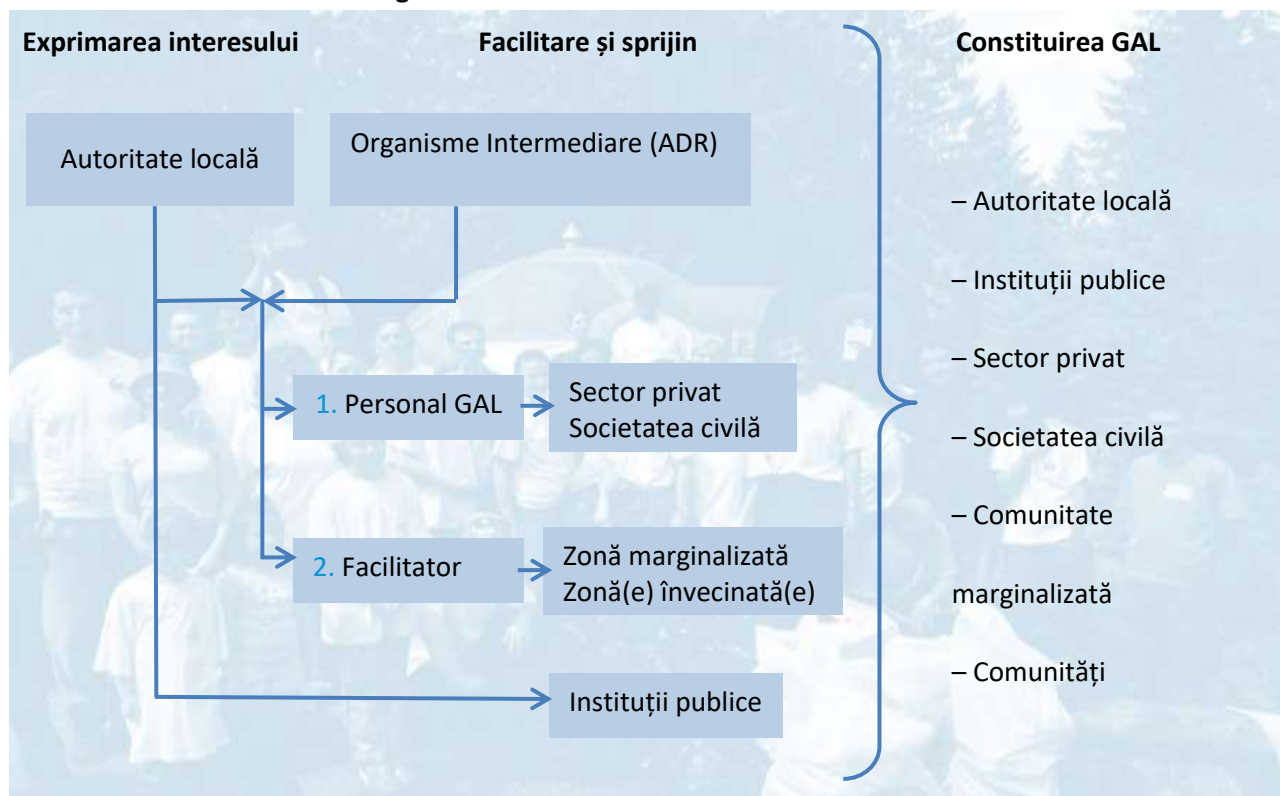 Exprimarea interesului
Facilitare și sprijin
Constituirea GAL
Autoritate locală
Organisme Intermediare (ADR)
1. Personal GAL
Sector privat
Societatea civilă
2. Facilitator
Zonă marginalizată
Zonă(e) învecinată(e)
Instituții publice
– Autoritate locală
– Instituții publice
– Sector privat
– Societatea civilă
– Comunitate
marginalizată
– Comunități